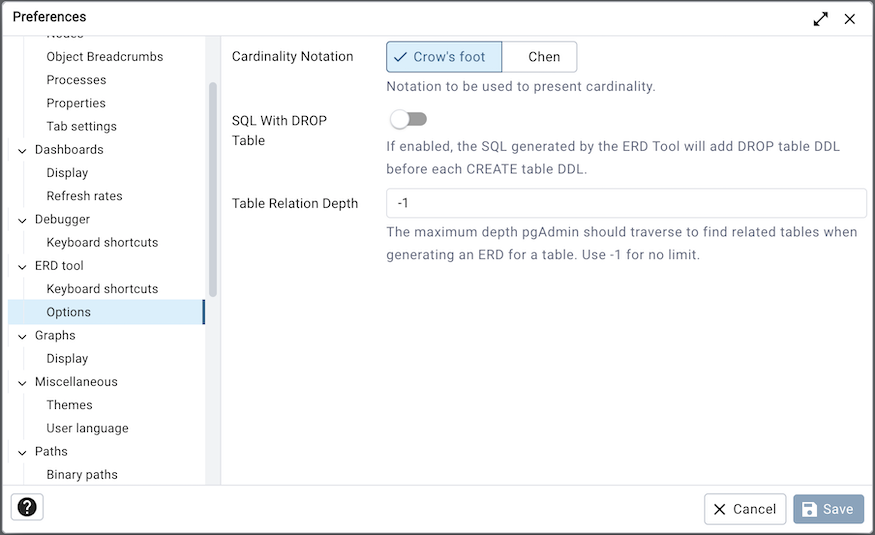 Preferences
Nodes
Object Breadcrumbs
Processes
Properties
Tab settings
Dashboards
Display
Refresh rates
Debugger
Keyboard shortcuts
ERD tool
Keyboard shortcuts
Options
Graphs
Display
Miscellaneous
Themes
User language
Paths
Binary paths
Cardinality Notation
Crow's foot
Chen
Notation to be used to present cardinality.
SQL With DROP
Table
If enabled, the SQL generated by the ERD Tool will add DROP table DDL
before each CREATE table DDL.
Table Relation Depth
-1
The maximum depth pgAdmin should traverse to find related tables when
generating an ERD for a table. Use -1 for no limit.
?
Cancel
Save